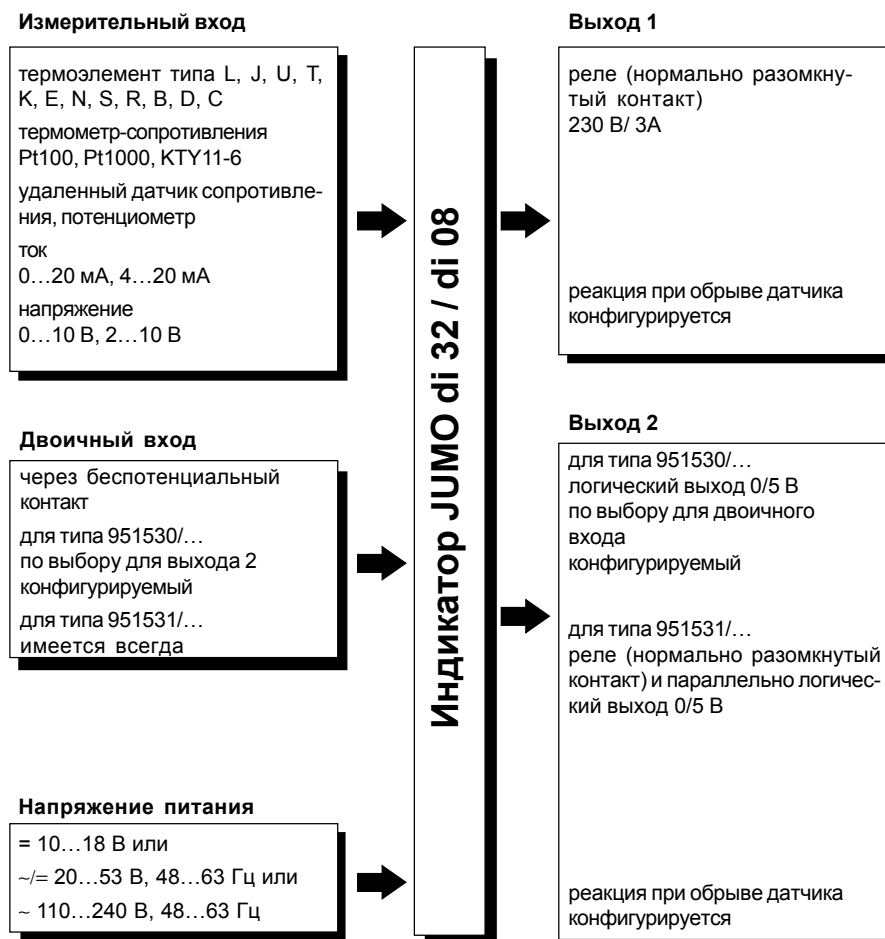 Измерительный вход
термоэлемент типа L, J, U, T,
K, E, N, S, R, B, D, C
термометр-сопротивления
Pt100, Pt1000, KTY11-6
удаленный датчик сопротивле-
ния, потенциометр
ток
0…20 мА, 4…20 мА
напряжение
0…10 В, 2…10 В
Двоичный вход
через беспотенциальный
контакт
для типа 951530/…
по выбору для выхода 2
конфигурируемый
для типа 951531/…
имеется всегда
Напряжение питания
= 10…18 В или
~/= 20…53 В, 48…63 Гц или
~ 110…240 В, 48…63 Гц
Индикатор JUMO di 32 / di 08
Выход 1
реле (нормально разомкну-
тый контакт)
230 В/ 3А
реакция при обрыве датчика
конфигурируется
Выход 2
для типа 951530/…
логический выход 0/5 В
по выбору для двоичного
входа
конфигурируемый
для типа 951531/…
реле (нормально разомкнутый
контакт) и параллельно логичес-
кий выход 0/5 В
реакция при обрыве датчика
конфигурируется